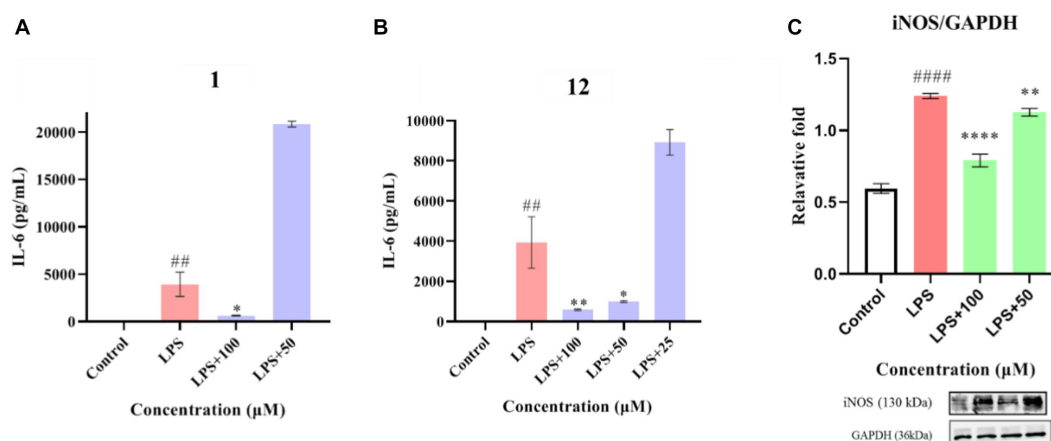 A
1
IL-6 (pg/mL)
20000
15000
10000
5000
0
##
*
Control
LPS
LPS+100
LPS+50
Concentration (μM)
B
12
IL-6 (pg/mL)
10000
8000
6000
4000
2000
0
##
**
*
Control
LPS
LPS+100
LPS+50
LPS+25
Concentration (μM)
C
iNOS/GAPDH
Relavative fold
1.5
1.0
0.5
0.0
####
****
**
Control
LPS
LPS+100
LPS+50
Concentration (μM)
iNOS (130 kDa)
GAPDH (36kDa)